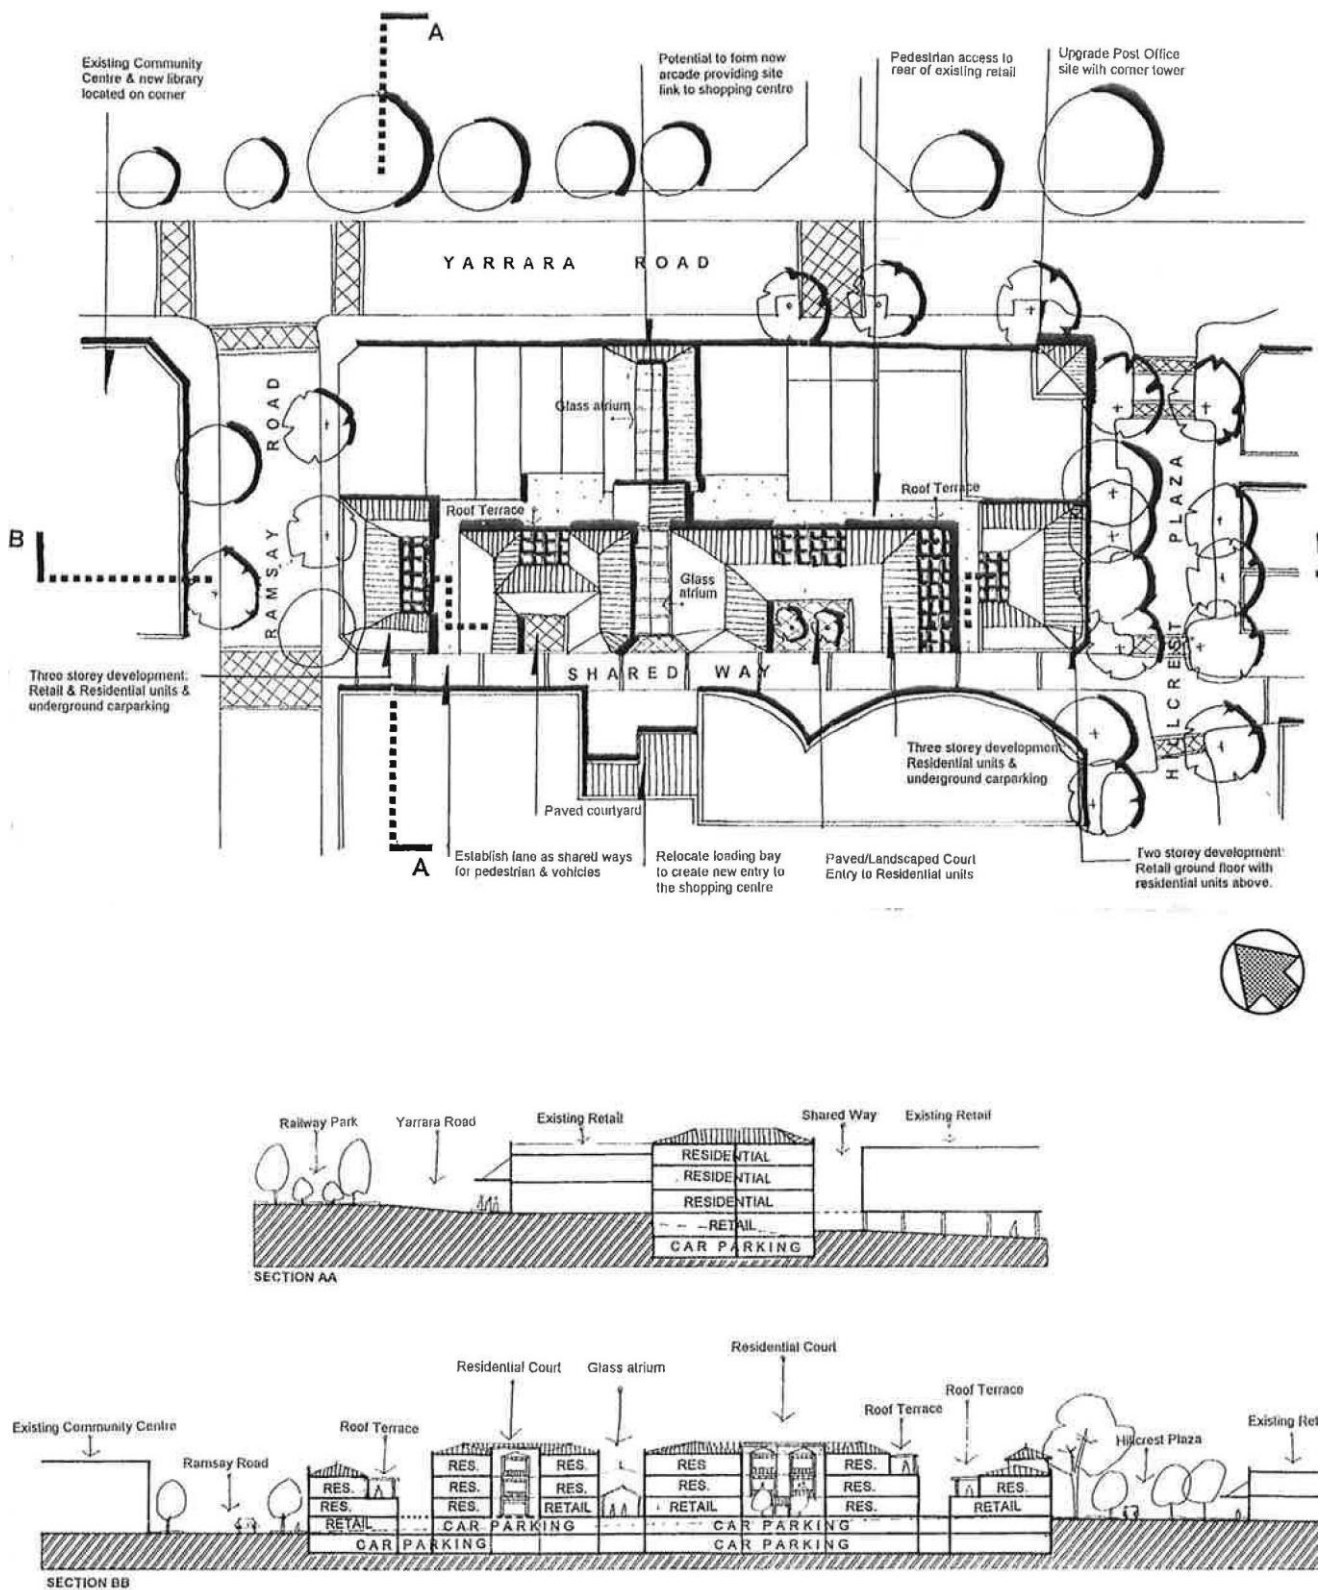 A
Existing Community
Centre & new library
located on corner
Potential to form now
arcade providing site
link to shopping centre
Pedestrian access to
rear of existing retail
Upgrade Post Office
site with corner tower
YARRARA ROAD
RAMSAY ROAD
Glass atrium
HILLCREST PLAZA
Roof Terrace
Roof Terrace
B
Glass
atrium
SHARED WAY
Three storey development:
Retail & Residential units &
underground carparking
Three storey development:
Residential units &
underground carparking
Paved courtyard
A
Establish lane as shared ways
for pedestrian & vehicles
Relocate loading bay
to create new entry to
the shopping centre
Paved/Landscaped Court
Entry to Residential units
Two storey development:
Retail ground floor with
residential units above.
Railway Park
Yarrara Road
Existing Retail
Shared Way
Existing Retail
RESIDENTIAL
RESIDENTIAL
RESIDENTIAL
RETAIL
CAR PARKING
SECTION AA
Residential Court
Residential Court
Glass atrium
Roof Terrace
Existing Community Centre
Roof Terrace
Roof Terrace
Existing Ret
Ramsay Road
Hillcrest Plaza
RES. RES. RES. RES.
RES. RES. RES. RES RES. RES.
RES. RES. RETAIL RETAIL RES. RETAIL
RETAIL CAR PARKING CAR PARKING
CAR PARKING CAR PARKING
SECTION BB